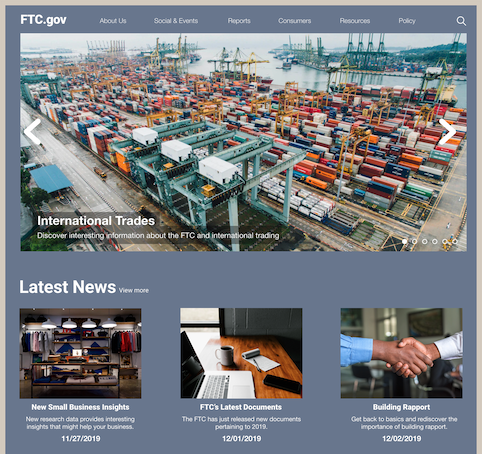 FTC.gov About Us Social & Events Reports Consumers Resources Policy
International Trades
Discover interesting information about the FTC and international trading
Latest News View more
New Small Business Insights
New research data provides interesting
insights that might help your business.
11/27/2019
FTC's Latest Documents
The FTC has just released new documents
pertaining to 2019.
12/01/2019
Building Rapport
Get back to basics and rediscover the
importance of building rapport.
12/02/2019